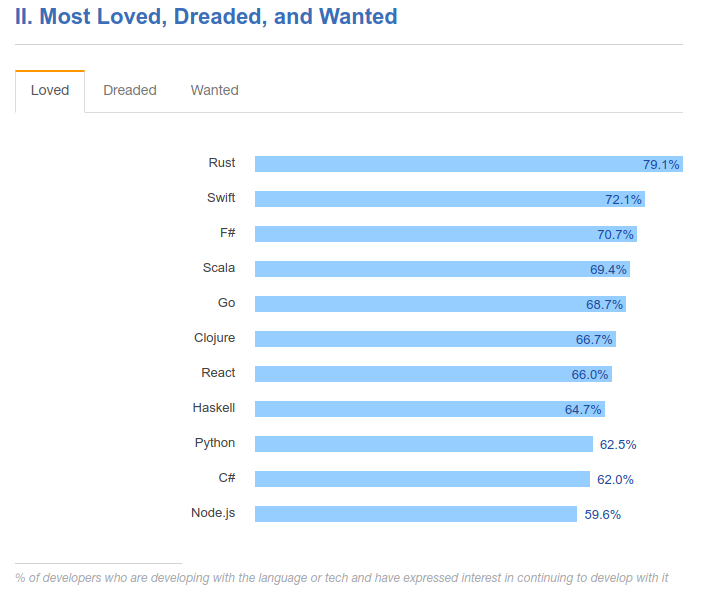 II. Most Loved, Dreaded, and Wanted
Loved Dreaded Wanted
Rust 79.1%
Swift 72.1%
F# 70.7%
Scala 69.4%
Go 68.7%
Clojure 66.7%
React 66.0%
Haskell 64.7%
Python 62.5%
C# 62.0%
Node.js 59.6%
% of developers who are developing with the language or tech and have expressed interest in continuing to develop with it